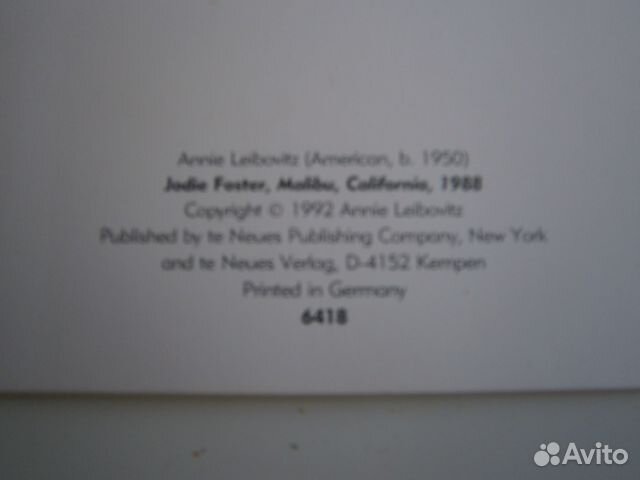 Annie Leibovitz (American, b. 1950)
Jodie Foster, Malibu, California, 1988
Copyright © 1992 Annie Leibovitz
Published by te Neues Publishing Company, New York
and te Neues Verlag, D-4152 Kempen
Printed in Germany
6418
Avito